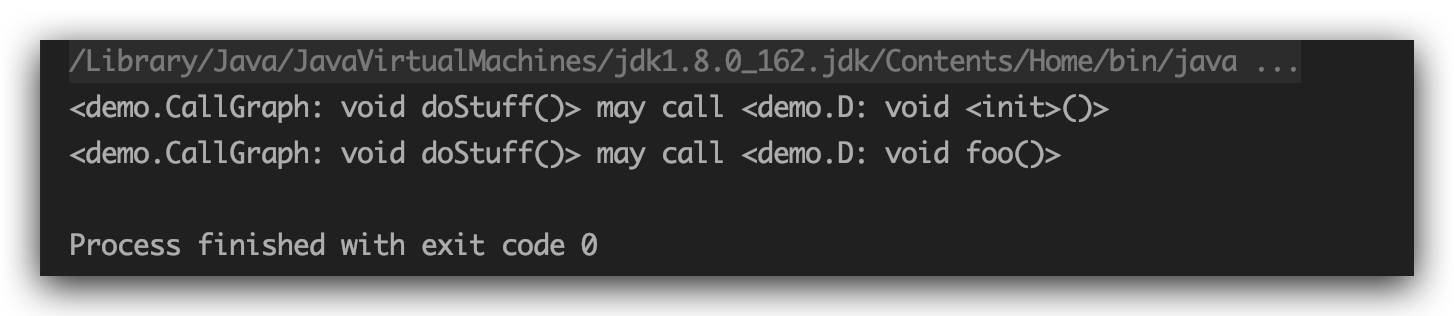 /Library/Java/JavaVirtualMachines/jdk1.8.0_162.jdk/Contents/Home/bin/java ...
<demo.CallGraph: void doStuff()> may call <demo.D: void <init>()>
<demo.CallGraph: void doStuff()> may call <demo.D: void foo()>
Process finished with exit code 0